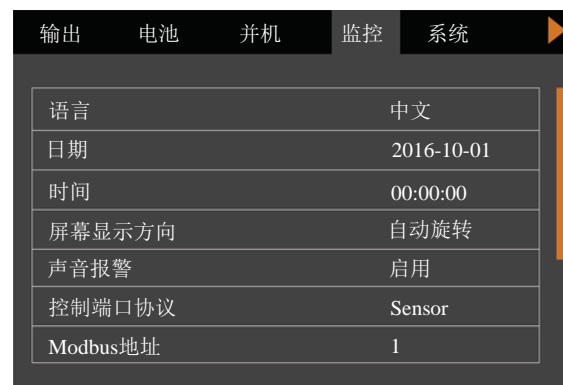 输出 电池 并机 监控 系统
语言 中文
日期 2016-10-01
时间 00:00:00
屏幕显示方向 自动旋转
声音报警 启用
控制端口协议 Sensor
Modbus地址 1